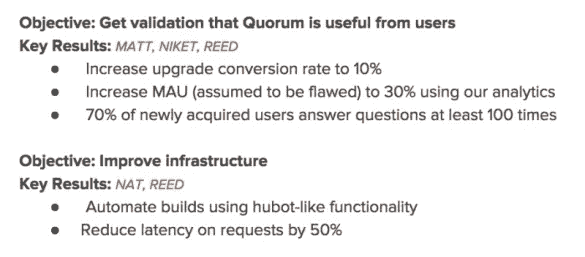 Objective: Get validation that Quorum is useful from users
Key Results: MATT, NIKET, REED
● Increase upgrade conversion rate to 10%
● Increase MAU (assumed to be flawed) to 30% using our analytics
● 70% of newly acquired users answer questions at least 100 times
Objective: Improve infrastructure
Key Results: NAT, REED
● Automate builds using hubot-like functionality
● Reduce latency on requests by 50%